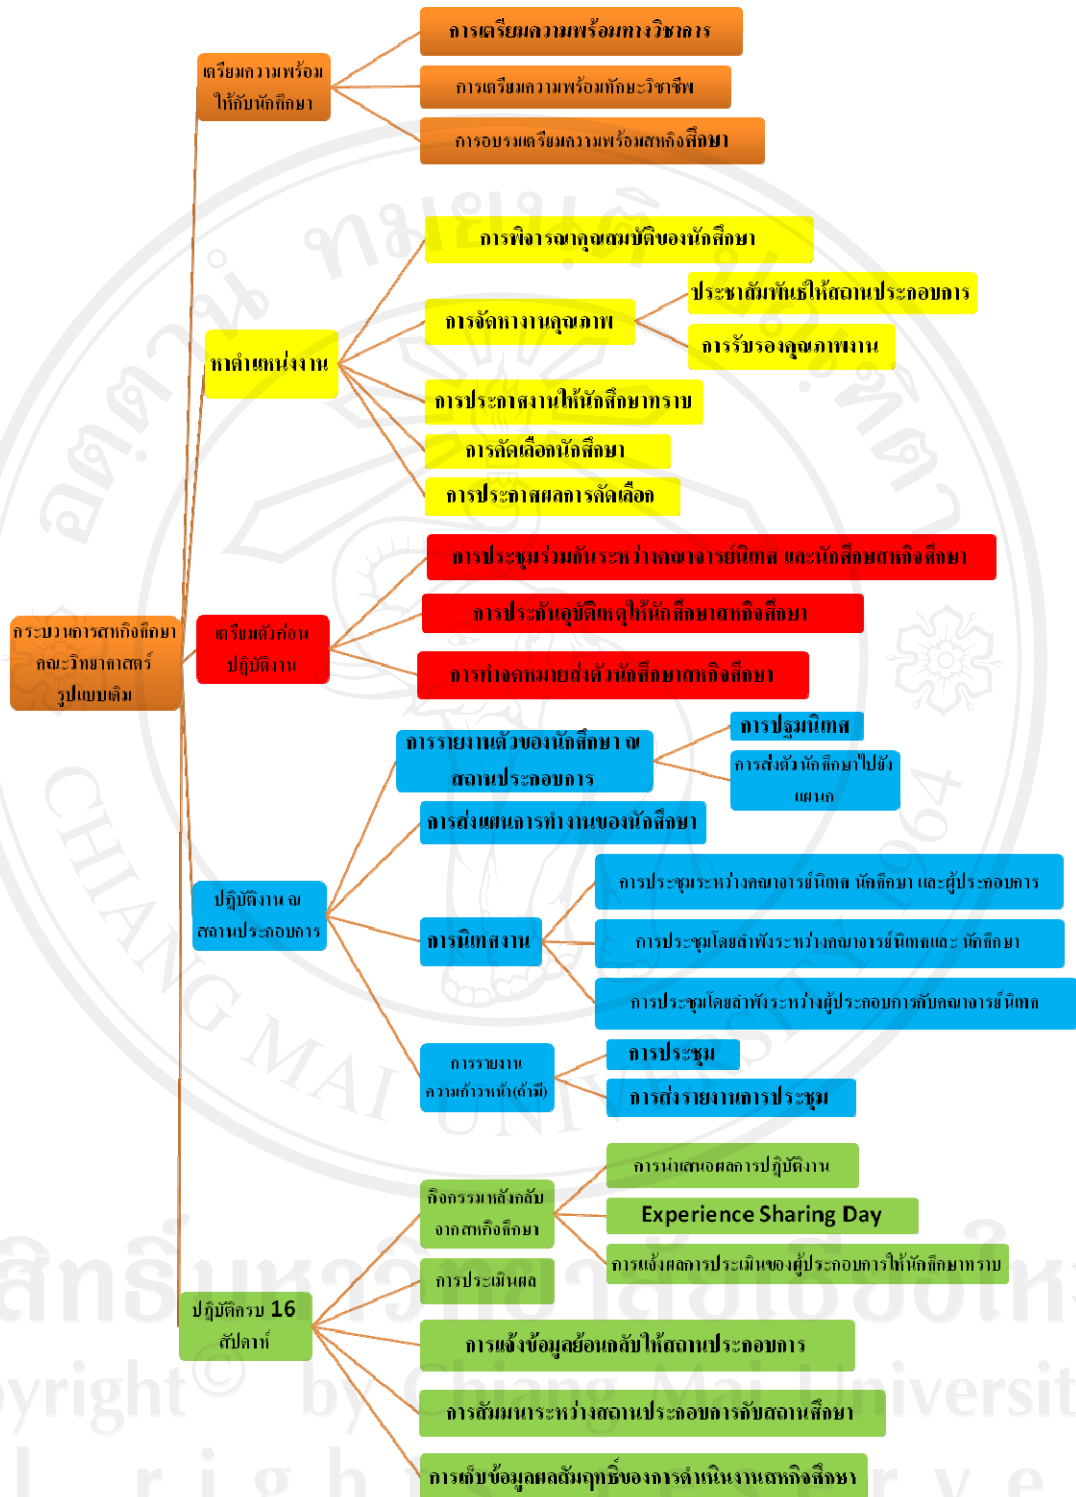 การเตรียมความพร้อมทางวิชาการ
เตรียมความพร้อม
ให้กับนักศึกษา
การเตรียมความพร้อมทักษะวิชาชีพ
การอบรมเตรียมความพร้อมสหกิจศึกษา
การพิจารณาคุณสมบัติของนักศึกษา
ประชาสัมพันธ์ให้สถานประกอบการ
การจัดหางานคุณภาพ
การรับรองคุณภาพงาน
หาตำแหน่งงาน
การประกาศงานให้นักศึกษาทราบ
การคัดเลือกนักศึกษา
การประกาศผลการคัดเลือก
การประชุมร่วมกันระหว่างคณาจารย์นิเทศ และนักศึกษสหกิจศึกษา
การประกันอุบัติเหตุให้นักศึกษาสหกิจศึกษา
เตรียมตัวก่อน
ปฏิบัติงาน
การทำจดหมายส่งตัวนักศึกษาสหกิจศึกษา
กระบวนการสหกิจศึกษา
คณะวิทยาศาสตร์
รูปแบบเดิม
การรายงานตัวของนักศึกษา ณ
สถานประกอบการ
การปฐมนิเทศ
การส่งตัวนักศึกษาไปยัง
แผนก
การส่งแผนการทำงานของนักศึกษา
ปฏิบัติงาน ณ
สถานประกอบการ
การนิเทศงาน
การประชุมระหว่างคณาจารย์นิเทศ นักศึกษา และผู้ประกอบการ
การประชุมโดยลำพังระหว่างคณาจารย์นิเทศและ นักศึกษา
การประชุมโดยลำพังระหว่างผู้ประกอบการกับคณาจารย์นิเทศ
การรายงาน
ความก้าวหน้า(ถ้ามี)
การประชุม
การส่งรายงานการประชุม
กิจกรรมหลังกลับ
จากสหกิจศึกษา
การนำเสนอผลการปฏิบัติงาน
Experience Sharing Day
การแจ้งผลการประเมินของผู้ประกอบการให้นักศึกษาทราบ
การประเมินผล
ปฏิบัติครบ 16
สัปดาห์
การแจ้งข้อมูลย้อนกลับให้สถานประกอบการ
การสัมมนาระหว่างสถานประกอบการกับสถานศึกษา
การเก็บข้อมูลผลสัมฤทธิ์ของการดำเนินงานสหกิจศึกษา
CHIANG MAI UNIVERSITY 1964